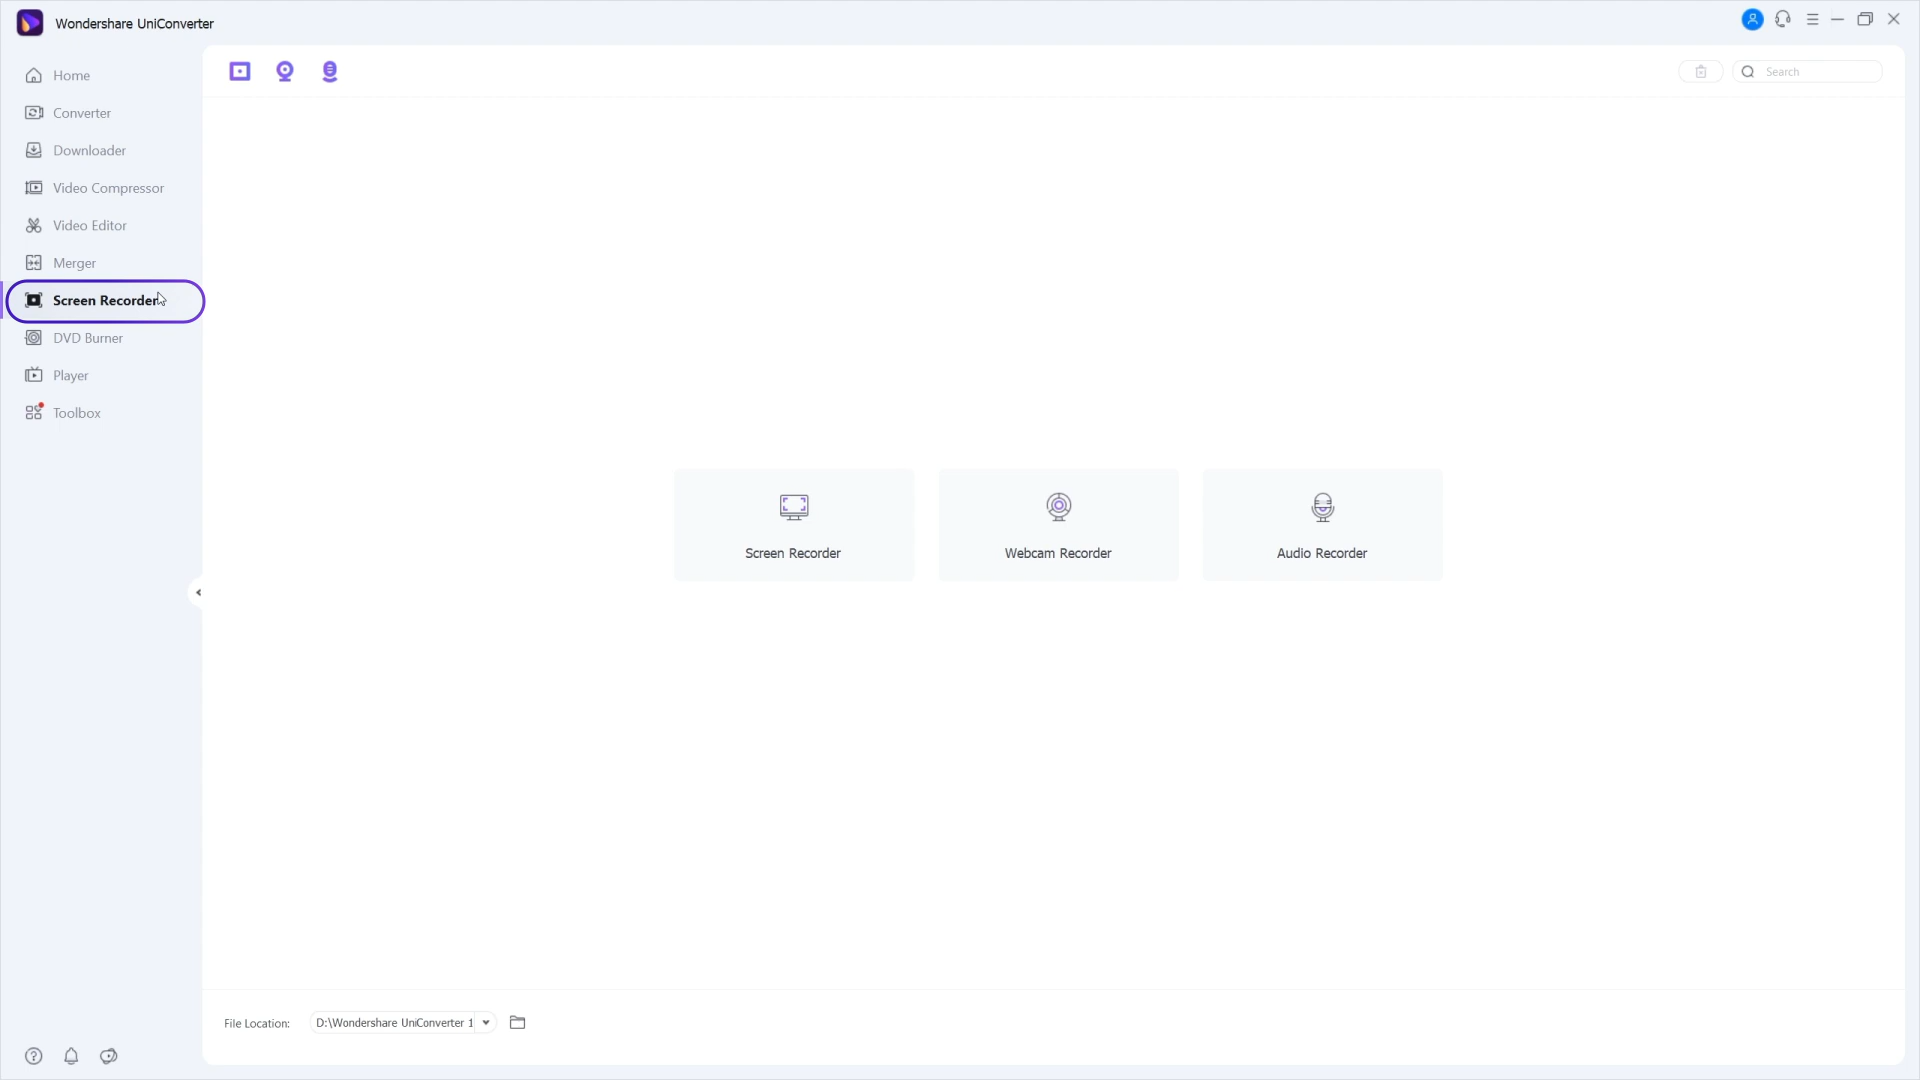 Wondershare UniConverter
Home
Converter
Downloader
Video Compressor
Video Editor
Merger
Screen Recorder
DVD Burner
Player
Toolbox
Search
Screen Recorder
Webcam Recorder
Audio Recorder
File Location:
D:\Wondershare UniConverter 1